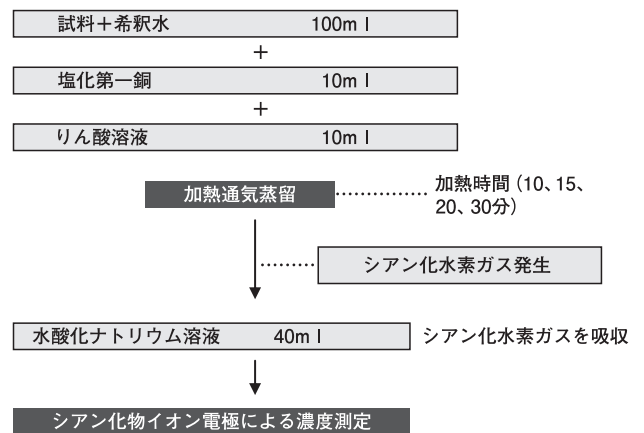 試料＋希釈水 100ml
＋
塩化第一銅 10ml
＋
りん酸溶液 10ml
加熱通気蒸留
加熱時間（10、15、
20、30分）
シアン化水素ガス発生
水酸化ナトリウム溶液 40ml
シアン化水素ガスを吸収
シアン化物イオン電極による濃度測定